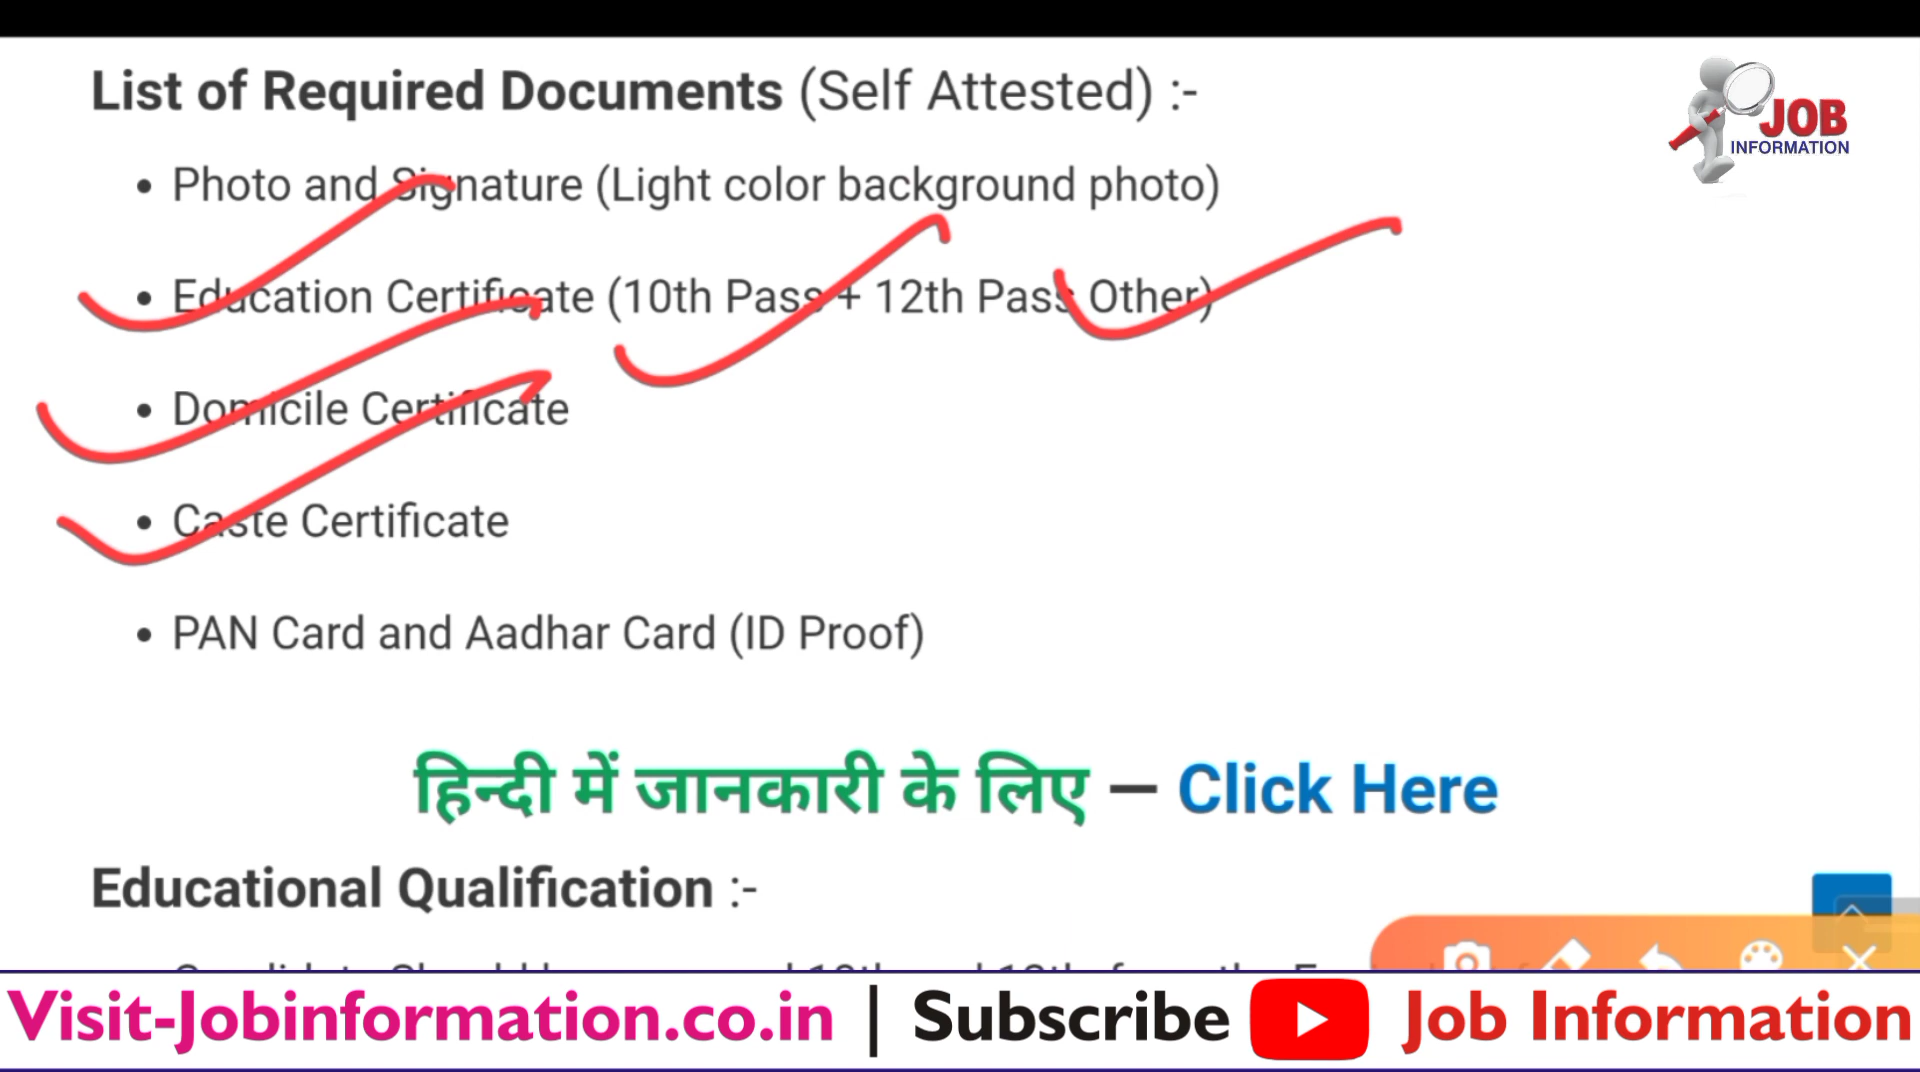 List of Required Documents (Self Attested) :-
JOB
INFORMATION
• Photo and Signature (Light color background photo)
• Education Certificate (10th Pass + 12th Pass Other)
• Domicile Certificate
• Caste Certificate
• PAN Card and Aadhar Card (ID Proof)
हिन्दी में जानकारी के लिए — Click Here
Educational Qualification :-
Visit-Jobinformation.co.in | Subscribe Job Information